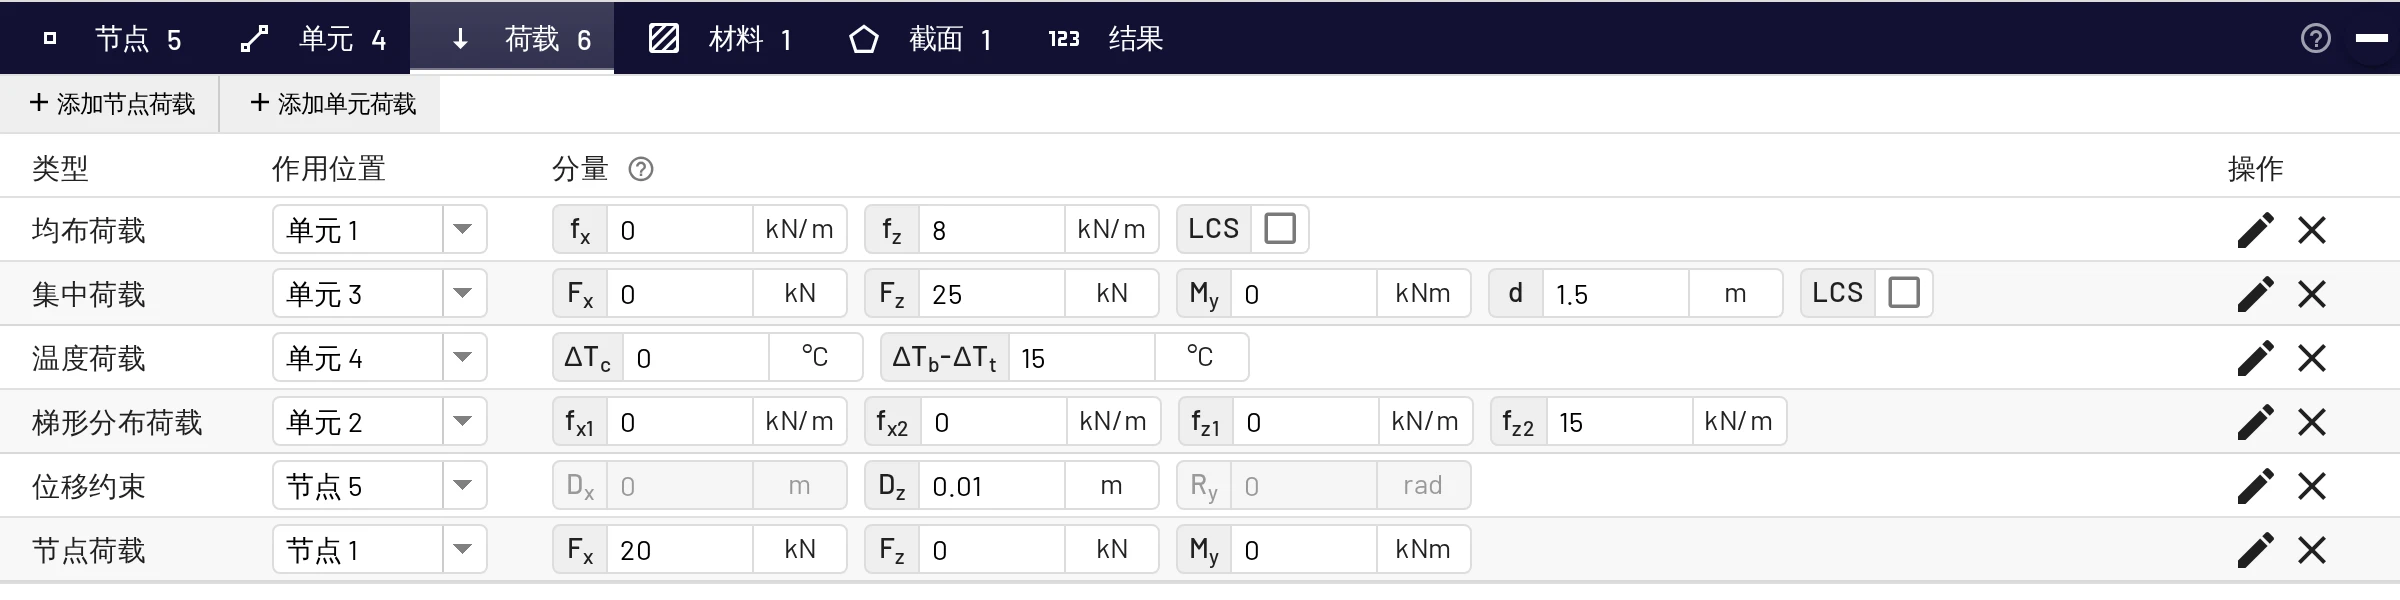 节点 5 单元 4 荷载 6 材料 1 截面 1 123 结果
+ 添加节点荷载 + 添加单元荷载
类型 作用位置 分量 操作
均布荷载 单元 1 fx 0 kN/m fz 8 kN/m LCS
集中荷载 单元 3 Fx 0 kN Fz 25 kN My 0 kNm d 1.5 m LCS
温度荷载 单元 4 ΔTc 0 °C ΔTb-ΔTt 15 °C
梯形分布荷载 单元 2 fx1 0 kN/m fx2 0 kN/m fz1 0 kN/m fz2 15 kN/m
位移约束 节点 5 Dx 0 m Dz 0.01 m Ry 0 rad
节点荷载 节点 1 Fx 20 kN Fz 0 kN My 0 kNm